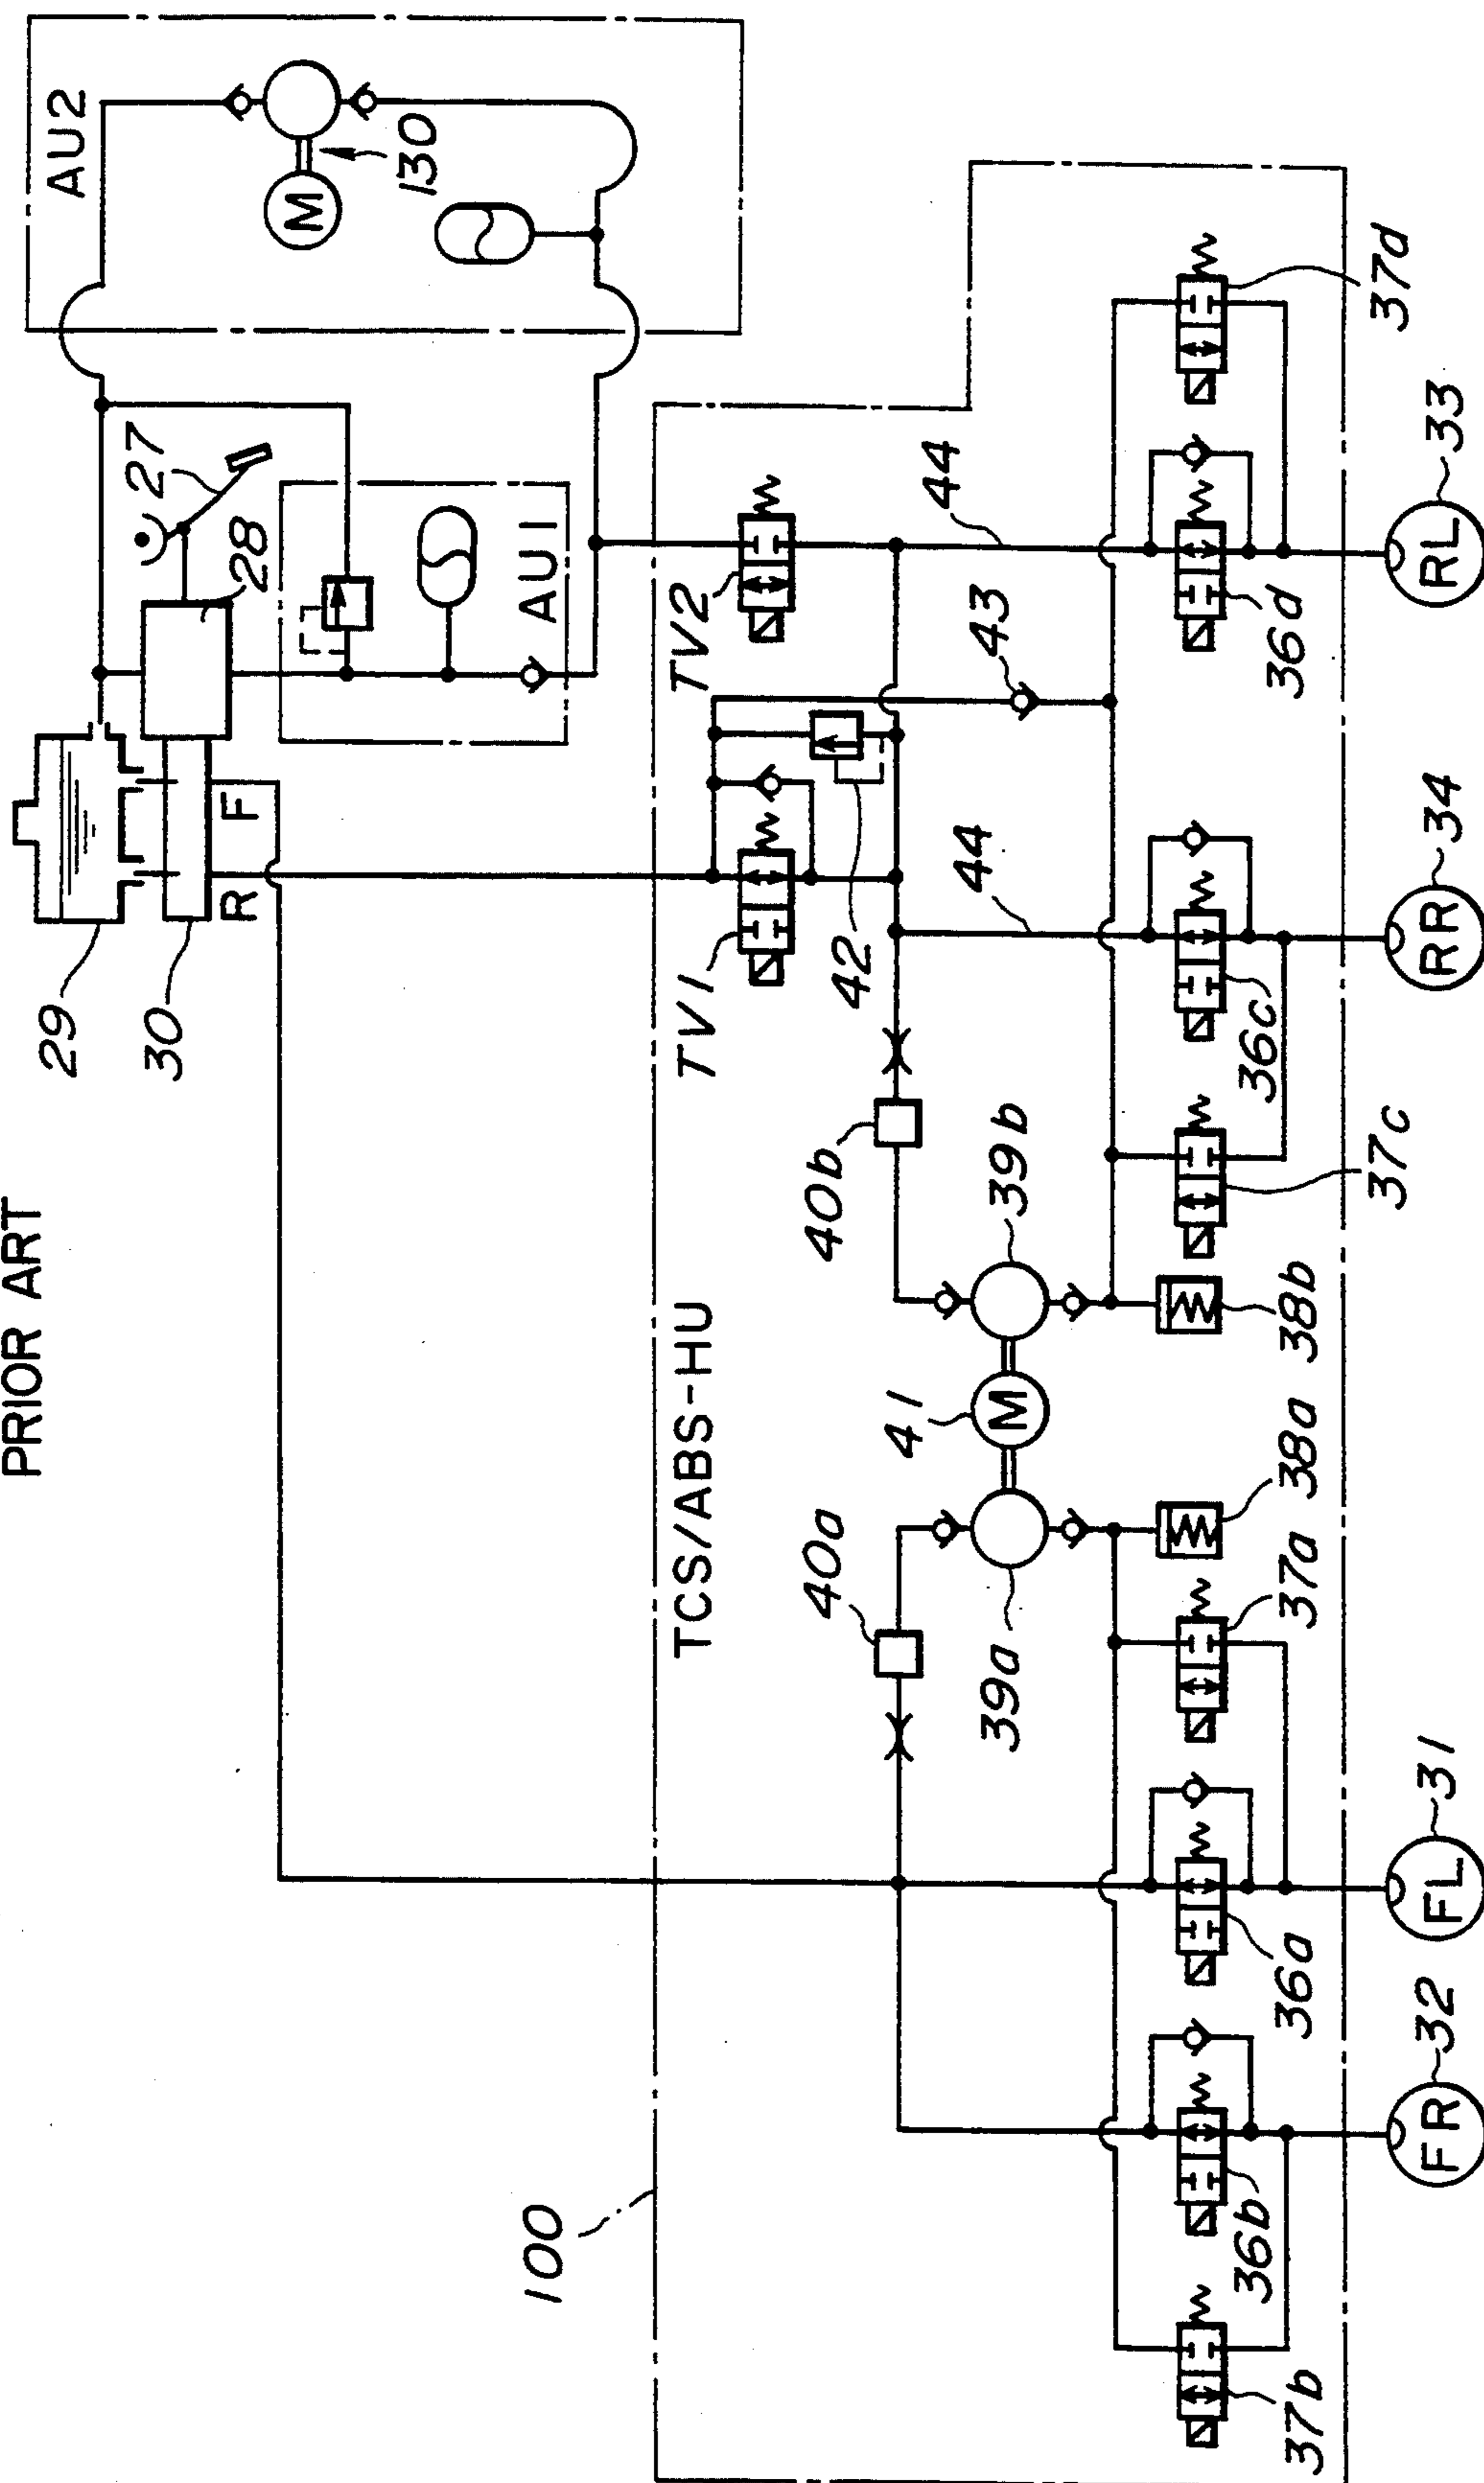 PRIOR ART
AU2
M
130
27
28
29
30
R
F
AU1
100
TCS/ABS-HU
TV1
TV2
42
43
44
44
40a
40b
39a
41
M
39b
38a
38b
37b
36b
36a
37a
37c
36c
36d
37d
FR
32
FL
31
RR
34
RL
33